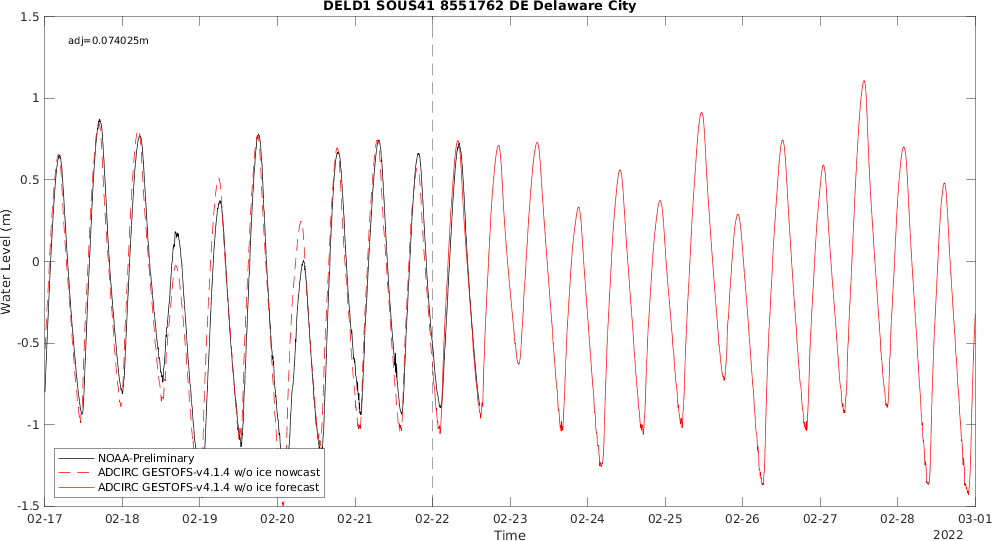 DELD1 SOUS41 8551762 DE Delaware City
adj=0.074025m
Water Level (m)
1.5
1
0.5
0
-0.5
-1
-1.5
NOAA-Preliminary
ADCIRC GESTOFS-v4.1.4 w/o ice nowcast
ADCIRC GESTOFS-v4.1.4 w/o ice forecast
02-17 02-18 02-19 02-20 02-21 02-22 02-23 02-24 02-25 02-26 02-27 02-28 03-01
Time
2022